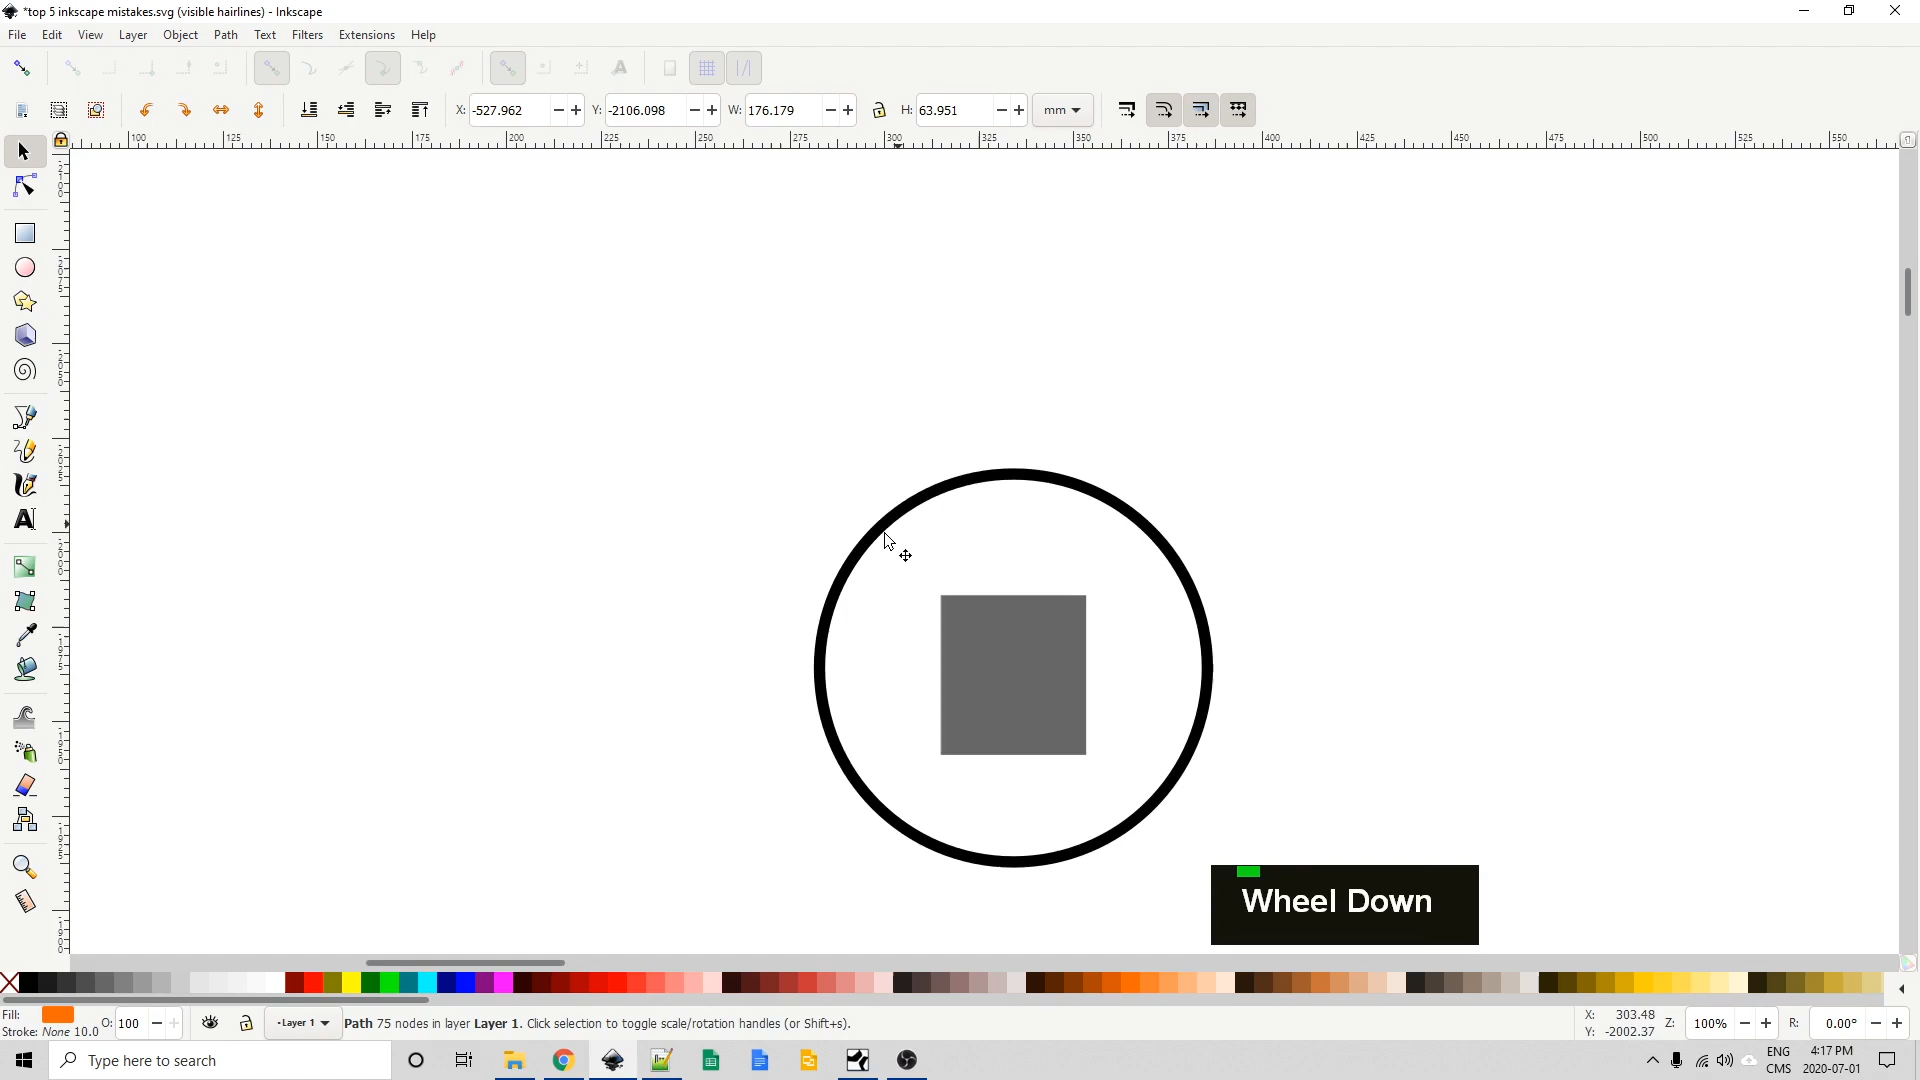 *top 5 inkscape mistakes.svg (visible hairlines) - Inkscape
File Edit View Layer Object Path Text Filters Extensions Help
X: -527.962 Y: -2106.098 W: 176.179 H: 63.951 mm
100 125 150 175 200 225 250 275 300 325 350 375 400 425 450 475 500 525 550
Wheel Down
Fill: O: 100 Layer 1 Path 75 nodes in layer Layer 1. Click selection to toggle scale/rotation handles (or Shift+s). X: 303.48 Z: 100% R: 0.00°
Stroke: None 10.0 Y: -2002.37
Type here to search
ENG 4:17 PM
CMS 2020-07-01